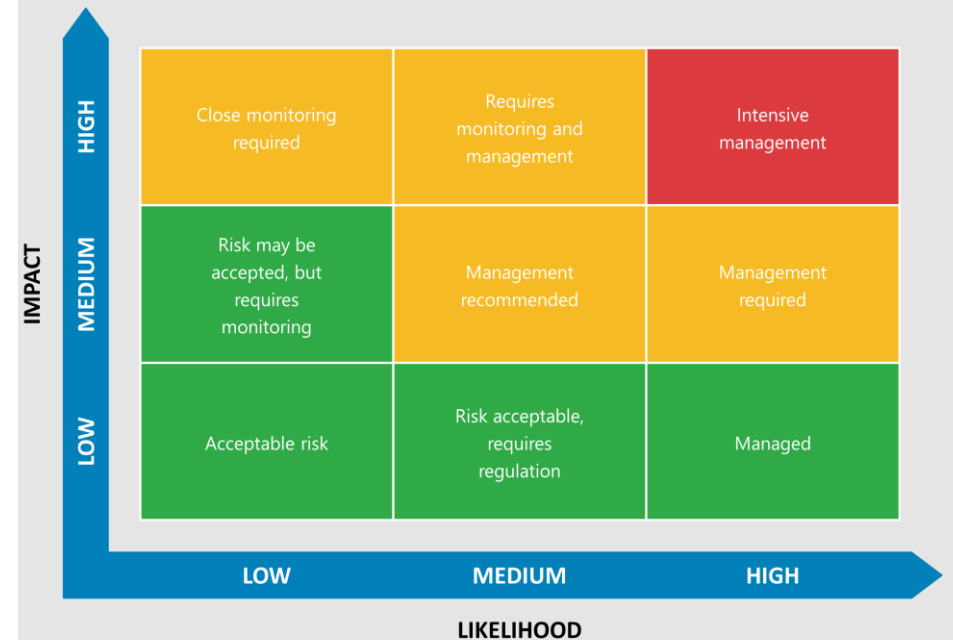 IMPACT
HIGH
MEDIUM
LOW
Close monitoring
required
Requires
monitoring and
management
Intensive
management
Risk may be
accepted, but
requires
monitoring
Management
recommended
Management
required
Acceptable risk
Risk acceptable,
requires
regulation
Managed
LOW
MEDIUM
HIGH
LIKELIHOOD